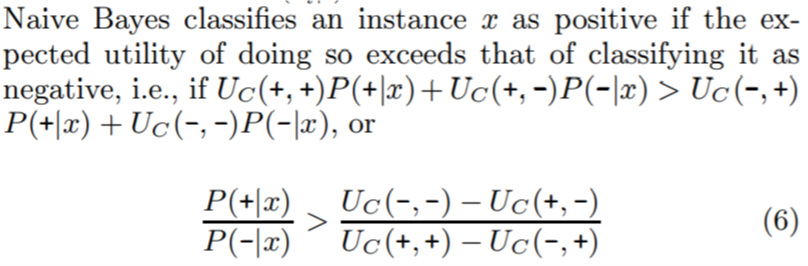 Naive Bayes classifies an instance x as positive if the ex-
pected utility of doing so exceeds that of classifying it as
negative, i.e., if U_C(+, +)P(+|x) + U_C(+, −)P(−|x) > U_C(−, +)
P(+|x) + U_C(−, −)P(−|x), or
P(+|x) / P(−|x) > (U_C(−, −) − U_C(+, −)) / (U_C(+, +) − U_C(−, +)) (6)